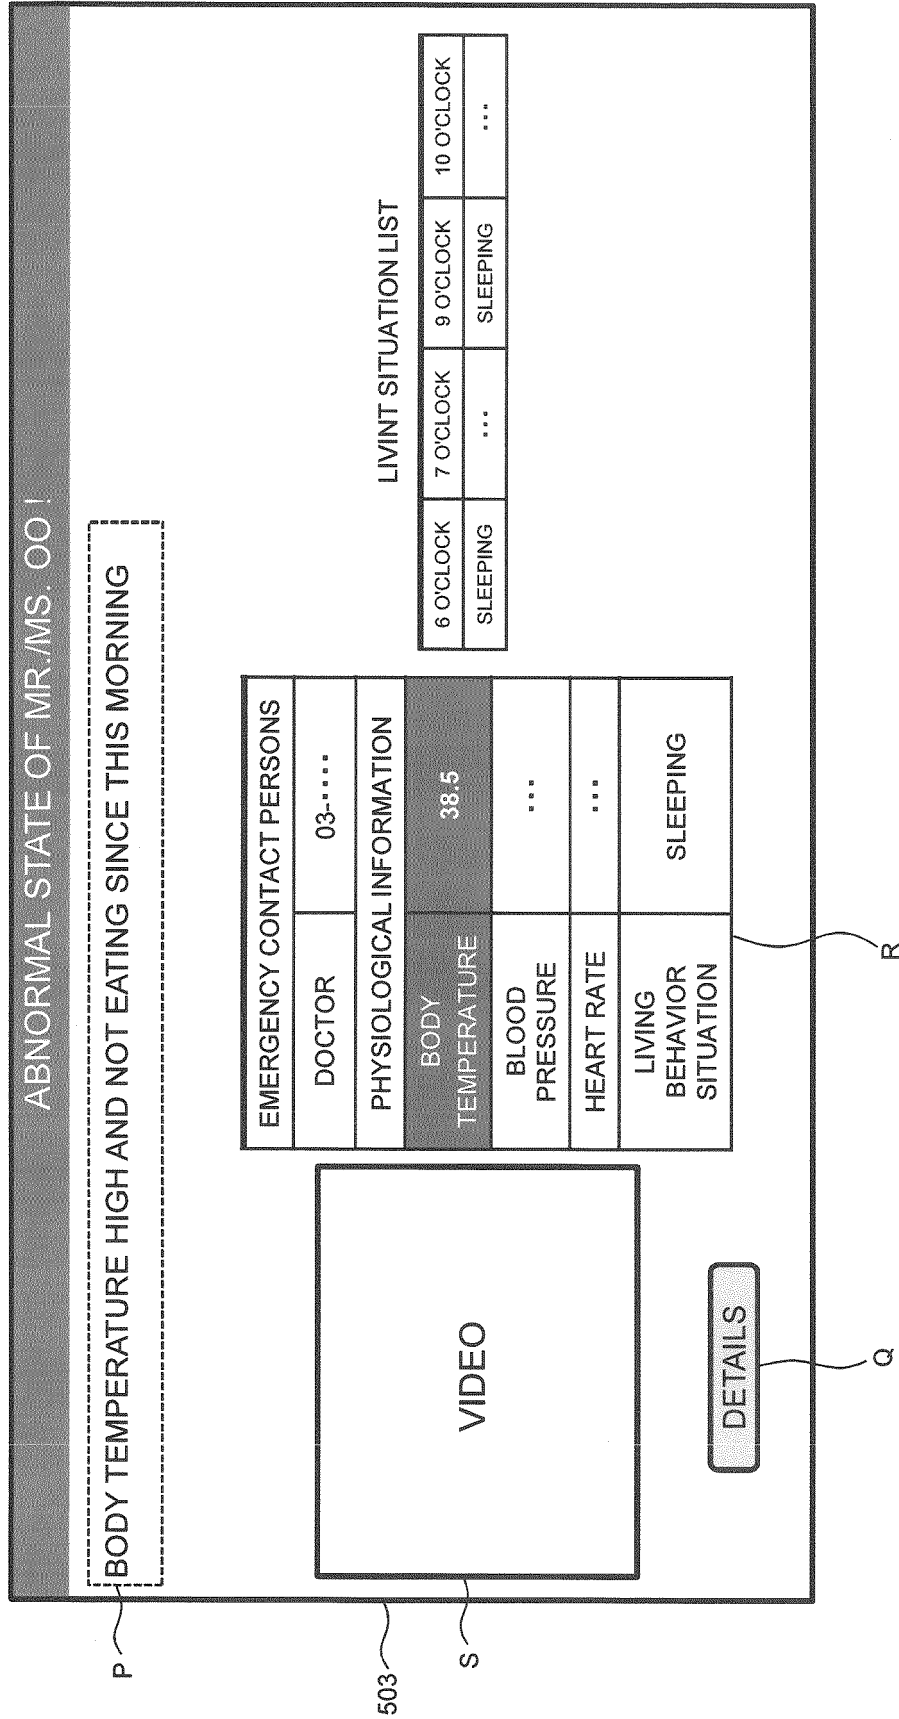 ABNORMAL STATE OF MR./MS. OO !
P
BODY TEMPERATURE HIGH AND NOT EATING SINCE THIS MORNING
503
S
VIDEO
DETAILS
Q
EMERGENCY CONTACT PERSONS
DOCTOR 03-····
PHYSIOLOGICAL INFORMATION
BODY
TEMPERATURE
38.5
BLOOD
PRESSURE
...
HEART RATE ...
LIVING
BEHAVIOR
SITUATION
SLEEPING
R
LIVINT SITUATION LIST
6 O'CLOCK 7 O'CLOCK 9 O'CLOCK 10 O'CLOCK
SLEEPING ... SLEEPING ...